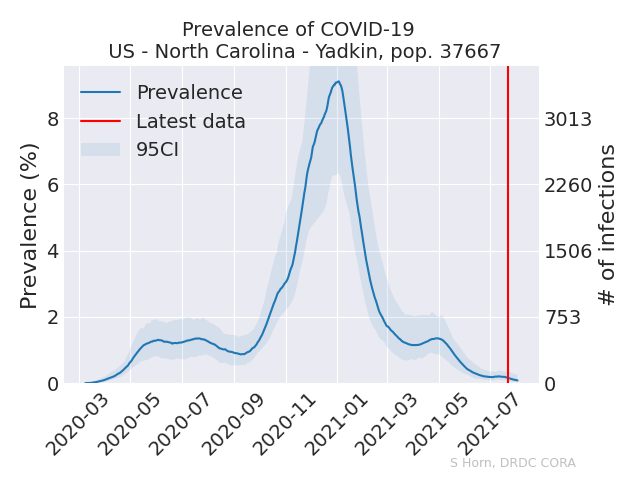 Prevalence of COVID-19
US - North Carolina - Yadkin, pop. 37667
Prevalence
Latest data
95CI
Prevalence (%)
8
6
4
2
0
3013
2260
1506
753
0
# of infections
2020-03
2020-05
2020-07
2020-09
2020-11
2021-01
2021-03
2021-05
2021-07
S Horn, DRDC CORA